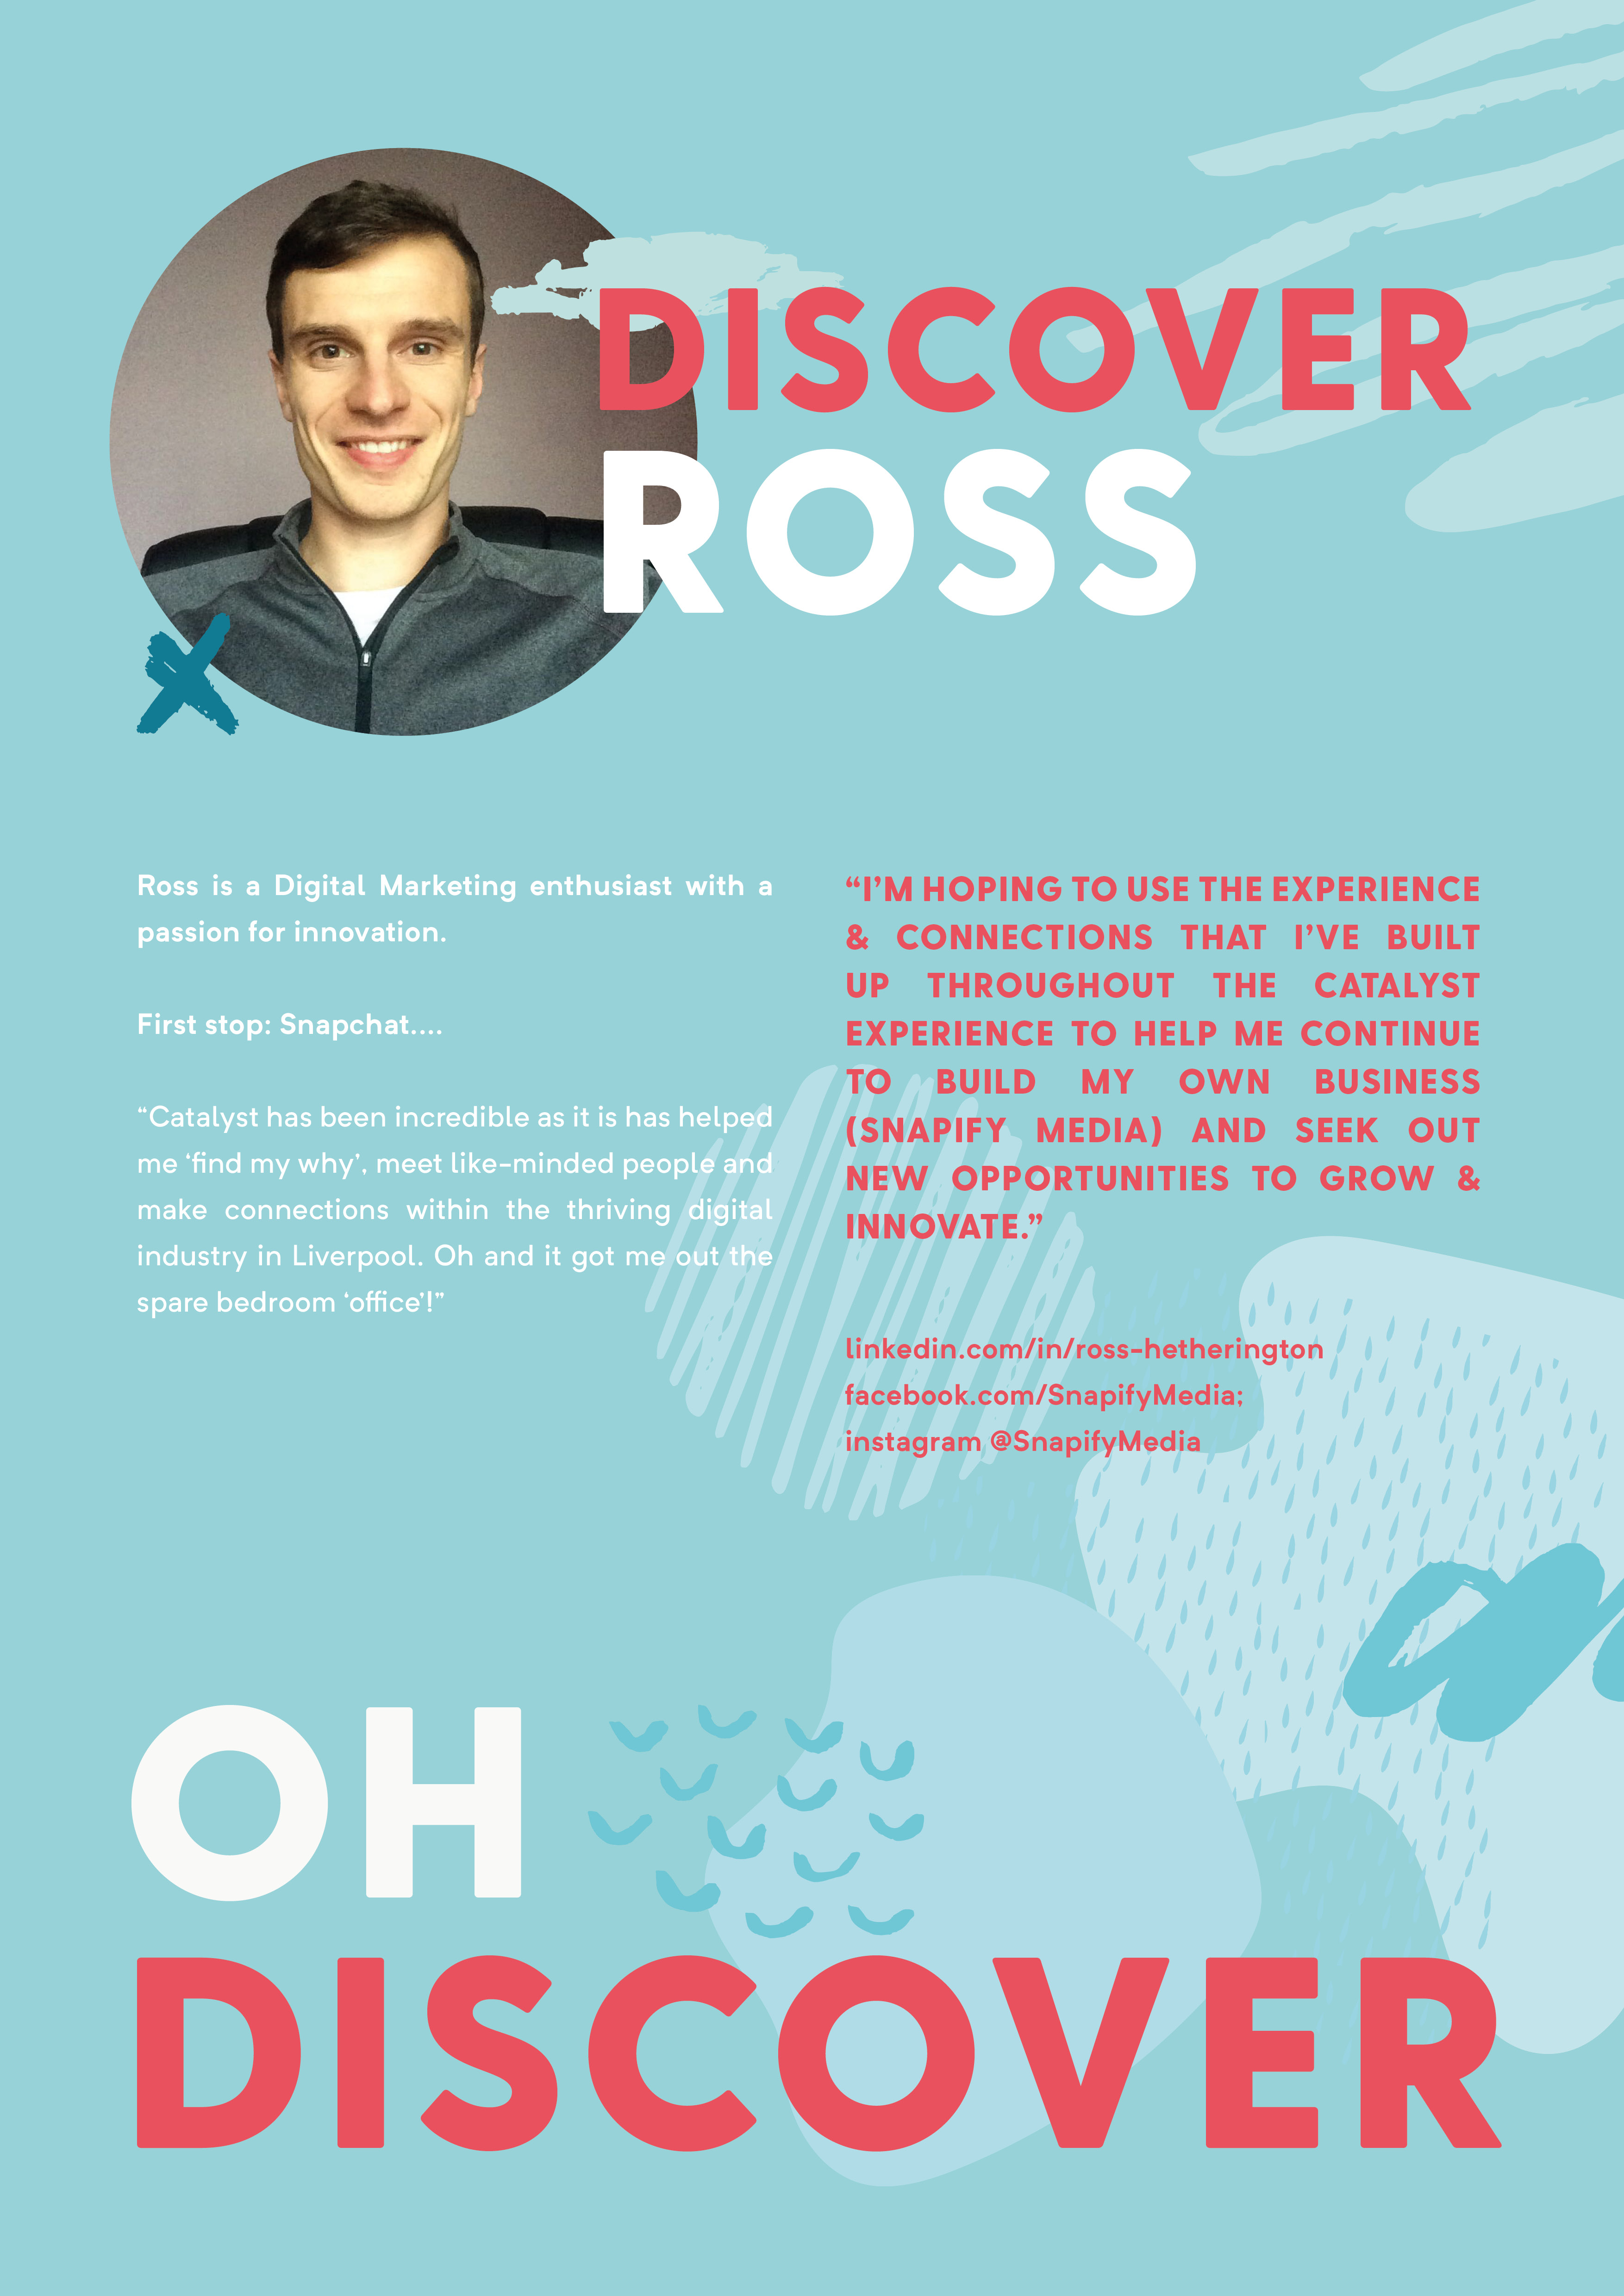 DISCOVER
ROSS
Ross is a Digital Marketing enthusiast with a
passion for innovation.
First stop: Snapchat....
“Catalyst has been incredible as it is has helped
me ‘find my why’, meet like-minded people and
make connections within the thriving digital
industry in Liverpool. Oh and it got me out the
spare bedroom ‘office’!”
“I’M HOPING TO USE THE EXPERIENCE
& CONNECTIONS THAT I’VE BUILT
UP THROUGHOUT THE CATALYST
EXPERIENCE TO HELP ME CONTINUE
TO BUILD MY OWN BUSINESS
(SNAPIFY MEDIA) AND SEEK OUT
NEW OPPORTUNITIES TO GROW &
INNOVATE.”
linkedin.com/in/ross-hetherington
facebook.com/SnapifyMedia;
instagram @SnapifyMedia
OH
DISCOVER